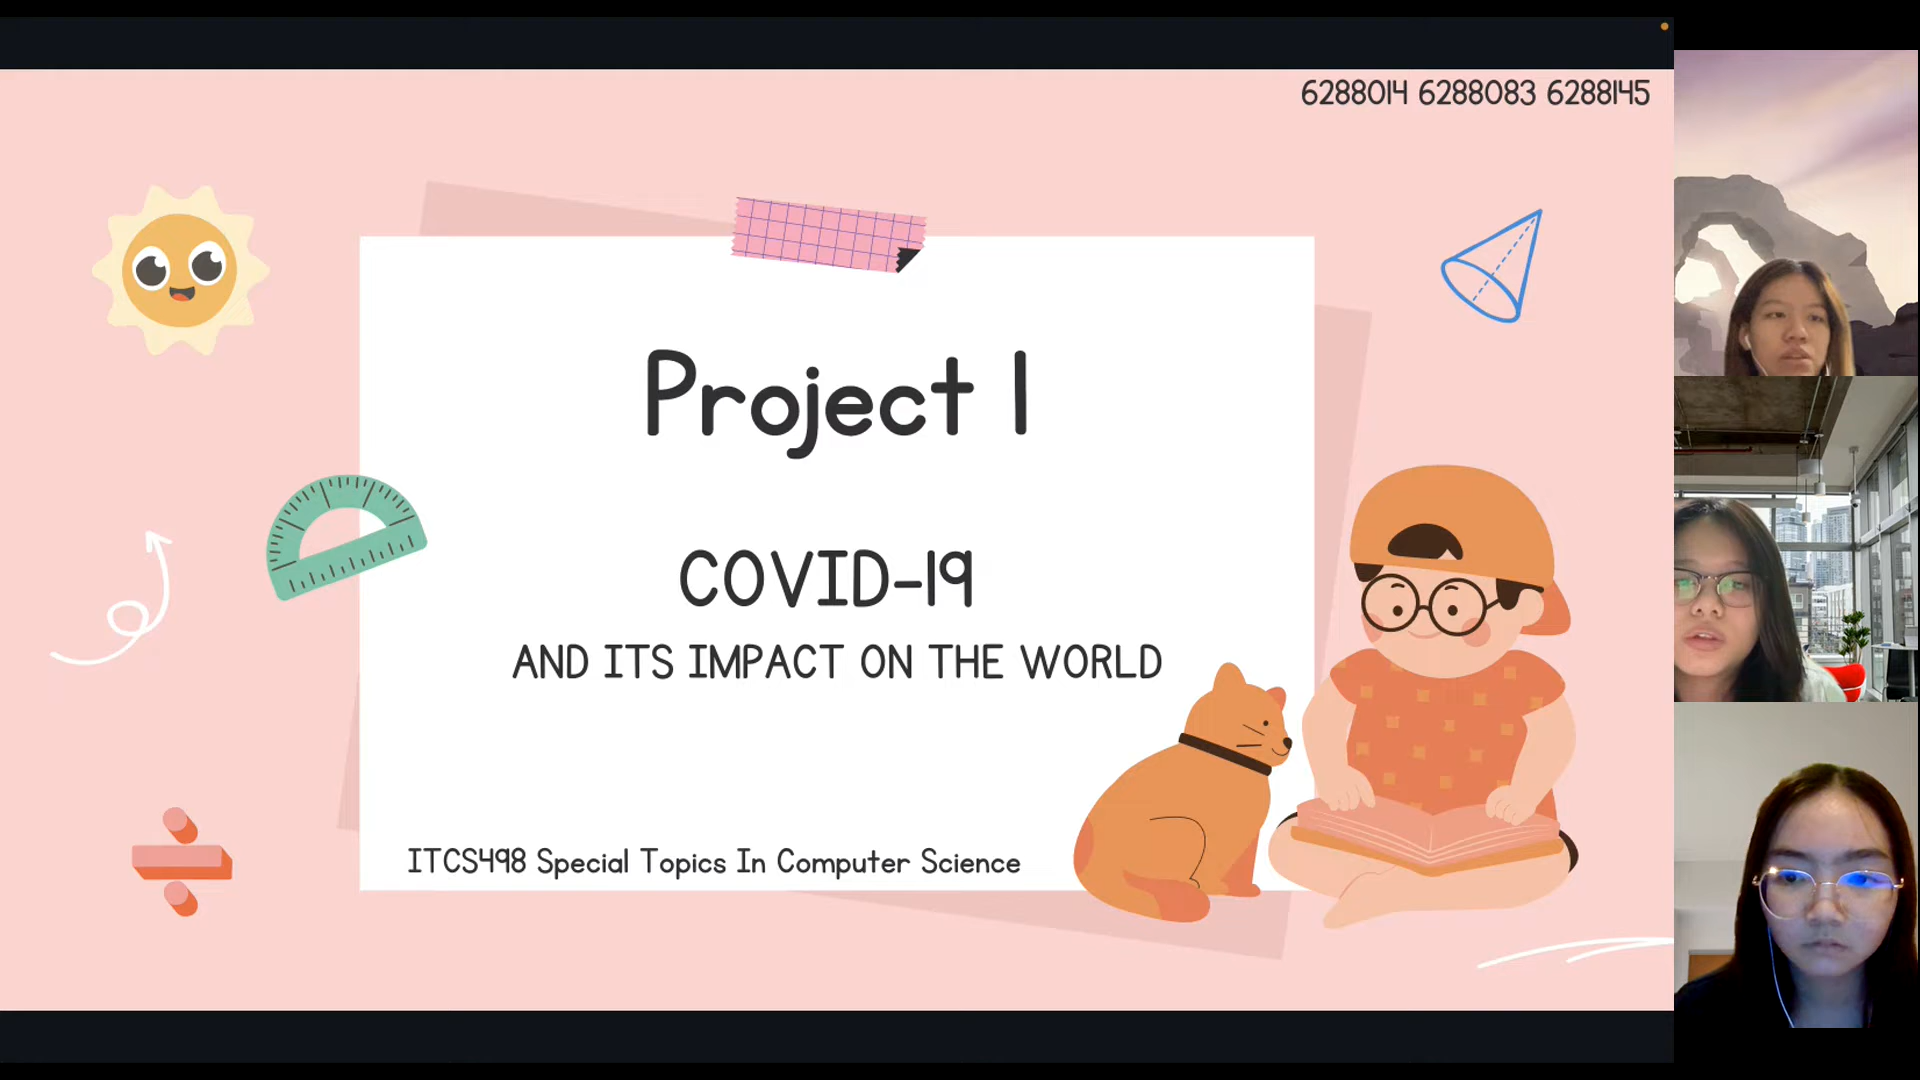 6288014 6288083 6288145
Project 1
COVID-19
AND ITS IMPACT ON THE WORLD
ITCS498 Special Topics In Computer Science